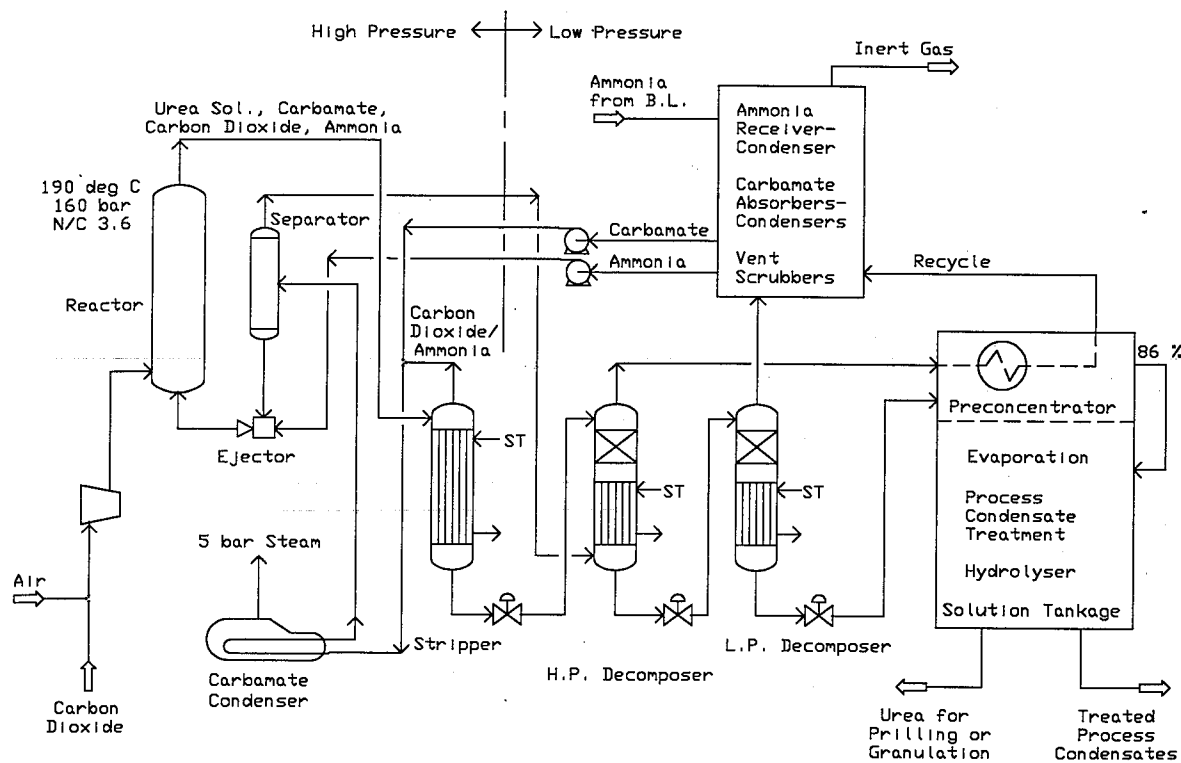 High Pressure
Low Pressure
Inert Gas
Ammonia
from B.L.
Urea Sol., Carbamate,
Carbon Dioxide, Ammonia
Ammonia
Receiver-
Condenser
Carbamate
Absorbers-
Condensers
Vent
Scrubbers
190 deg C
160 bar
N/C 3.6
Separator
Carbamate
Ammonia
Recycle
Reactor
Carbon
Dioxide/
Ammonia
86 %
Preconcentrator
ST
Ejector
ST
ST
Evaporation
Process
Condensate
Treatment
Hydrolyser
Solution Tankage
5 bar Steam
Air
Stripper
L.P. Decomposer
H.P. Decomposer
Carbamate
Condenser
Carbon
Dioxide
Urea for
Prilling or
Granulation
Treated
Process
Condensates